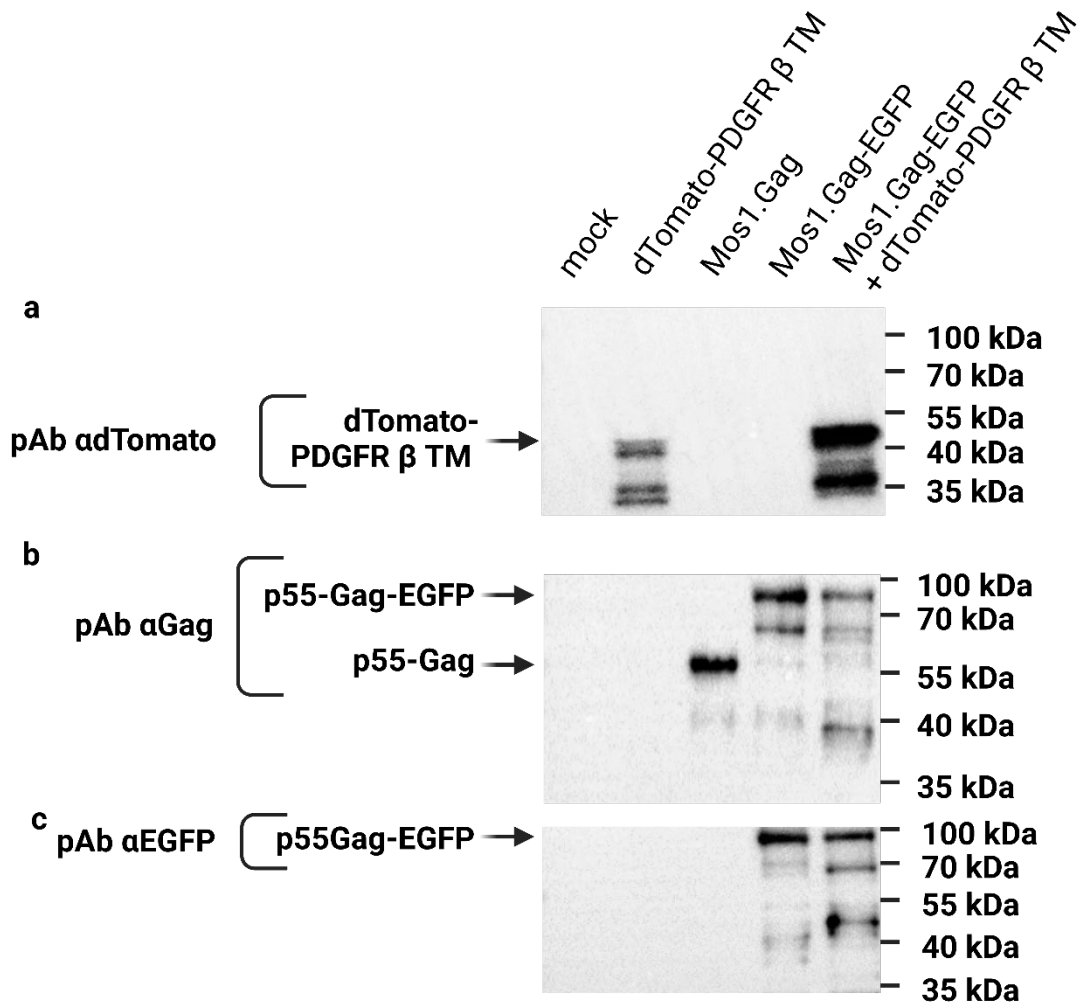 mock
dTomato-PDGFR β TM
Mos1.Gag
Mos1.Gag-EGFP
Mos1.Gag-EGFP
+ dTomato-PDGFR β TM
a
pAb αdTomato
dTomato-
PDGFR β TM
100 kDa
70 kDa
55 kDa
40 kDa
35 kDa
b
pAb αGag
p55-Gag-EGFP
p55-Gag
100 kDa
70 kDa
55 kDa
40 kDa
35 kDa
c
pAb αEGFP
p55Gag-EGFP
100 kDa
70 kDa
55 kDa
40 kDa
35 kDa